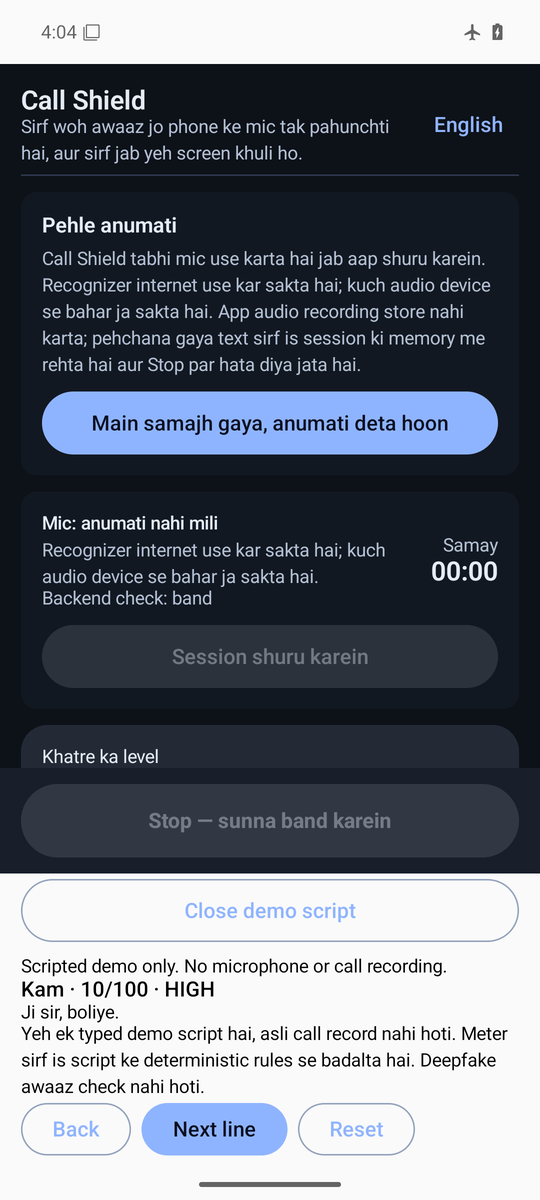 4:04
Call Shield
Sirf woh awaaz jo phone ke mic tak pahunchti
hai, aur sirf jab yeh screen khuli ho.
English
Pehle anumati
Call Shield tabhi mic use karta hai jab aap shuru karein.
Recognizer internet use kar sakta hai; kuch audio device
se bahar ja sakta hai. App audio recording store nahi
karta; pehchana gaya text sirf is session ki memory me
rehta hai aur Stop par hata diya jata hai.
Main samajh gaya, anumati deta hoon
Mic: anumati nahi mili
Recognizer internet use kar sakta hai; kuch
audio device se bahar ja sakta hai.
Backend check: band
Samay
00:00
Session shuru karein
Khatre ka level
Stop — sunna band karein
Close demo script
Scripted demo only. No microphone or call recording.
Kam · 10/100 · HIGH
Ji sir, boliye.
Yeh ek typed demo script hai, asli call record nahi hoti. Meter
sirf is script ke deterministic rules se badalta hai. Deepfake
awaaz check nahi hoti.
Back
Next line
Reset